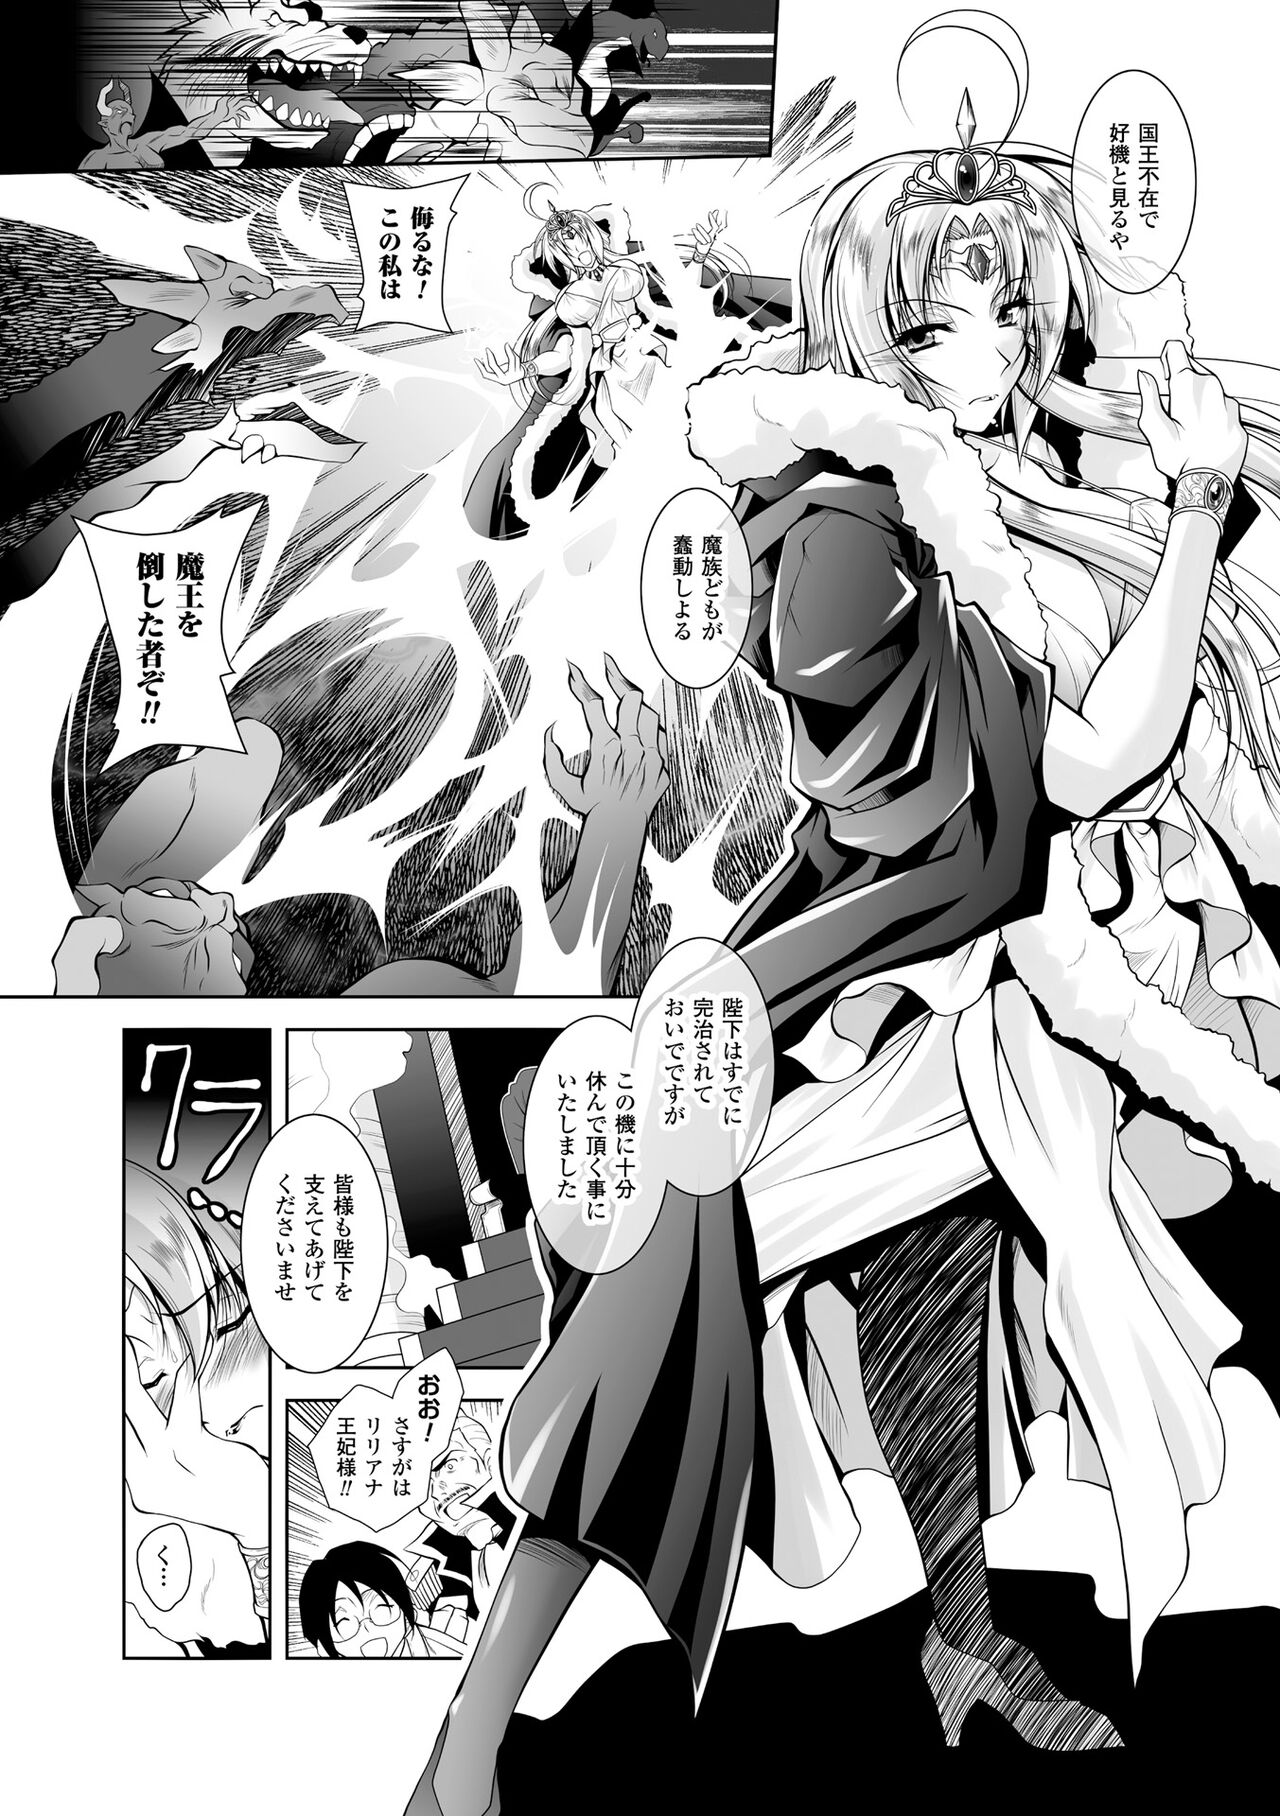 国王不在で
好機と見るや
魔族どもが
蠢動しよる
侮るな！
この私は
魔王を
倒した者ぞ!!
陛下はすでに
完治されて
おいでですが
この機に十分
休んで頂く事に
いたしました
皆様も陛下を
支えてあげて
くださいませ
おお！
さすがは
リリアナ
王妃様!!
クラ…
く…